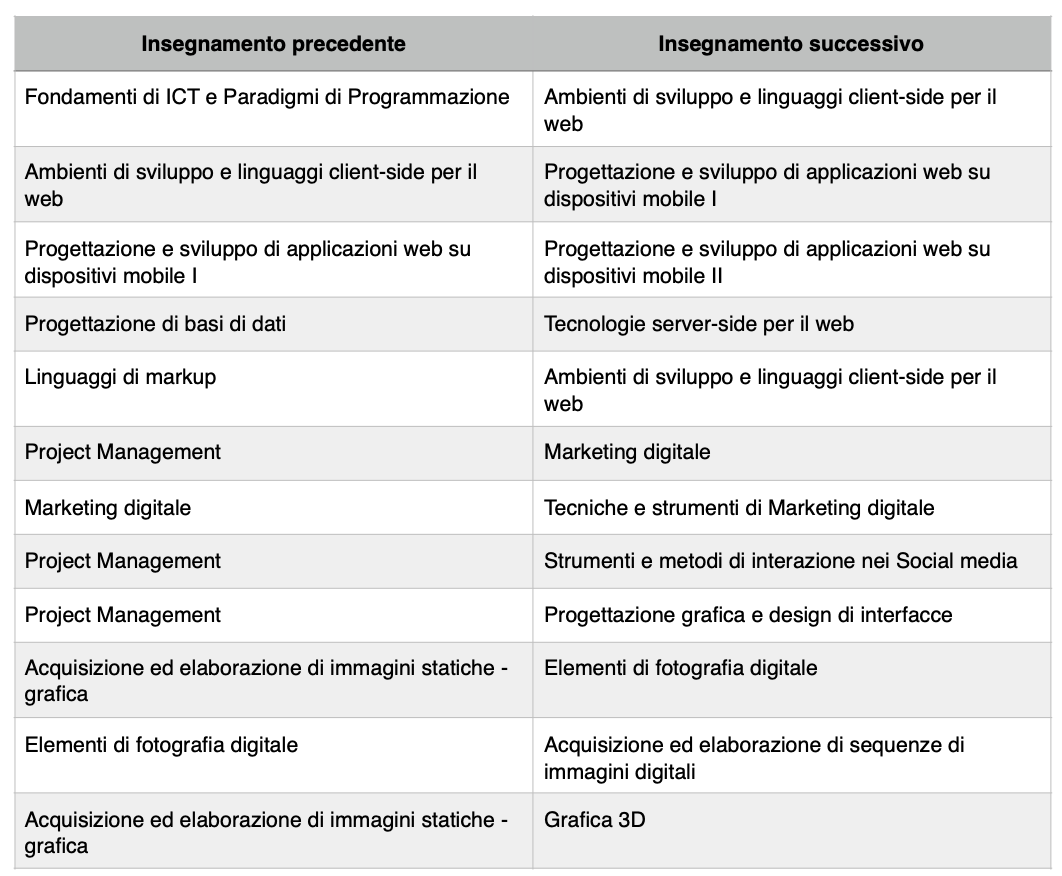 Insegnamento precedente
Insegnamento successivo
Fondamenti di ICT e Paradigmi di Programmazione
Ambienti di sviluppo e linguaggi client-side per il
web
Ambienti di sviluppo e linguaggi client-side per il
web
Progettazione e sviluppo di applicazioni web su
dispositivi mobile I
Progettazione e sviluppo di applicazioni web su
dispositivi mobile I
Progettazione e sviluppo di applicazioni web su
dispositivi mobile II
Progettazione di basi di dati
Tecnologie server-side per il web
Linguaggi di markup
Ambienti di sviluppo e linguaggi client-side per il
web
Project Management
Marketing digitale
Marketing digitale
Tecniche e strumenti di Marketing digitale
Project Management
Strumenti e metodi di interazione nei Social media
Project Management
Progettazione grafica e design di interfacce
Acquisizione ed elaborazione di immagini statiche -
grafica
Elementi di fotografia digitale
Elementi di fotografia digitale
Acquisizione ed elaborazione di sequenze di
immagini digitali
Acquisizione ed elaborazione di immagini statiche -
grafica
Grafica 3D